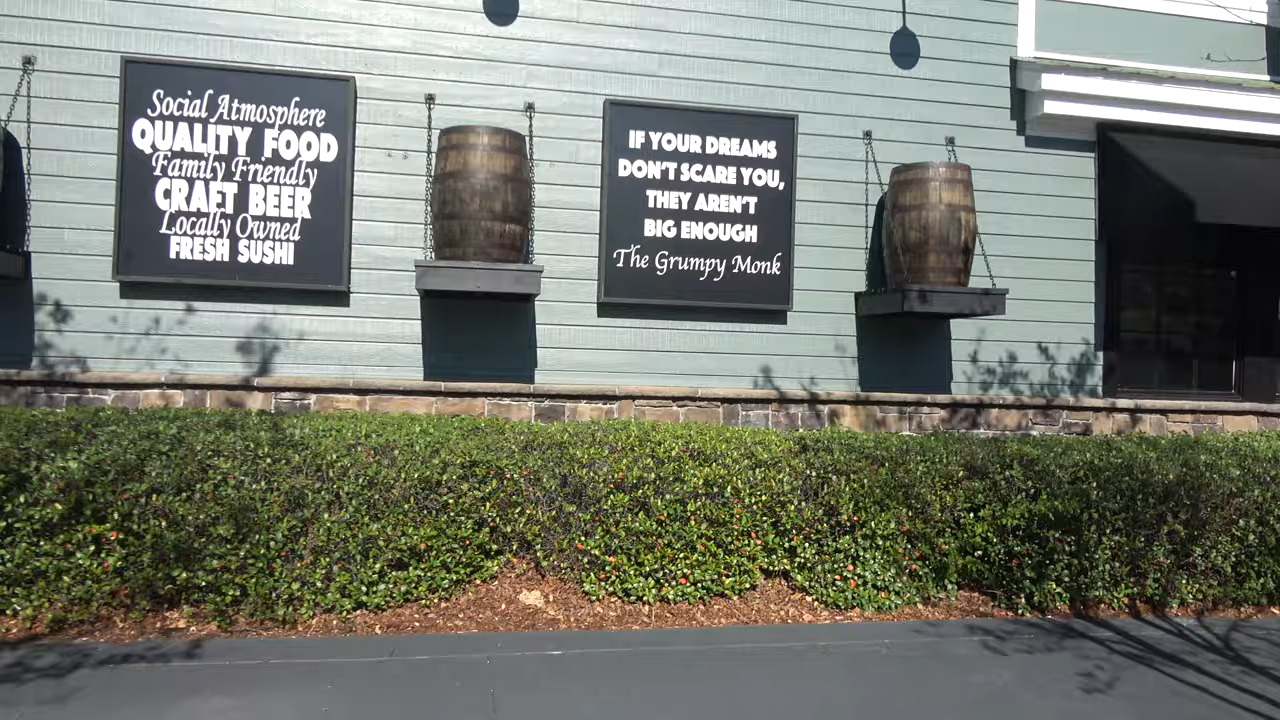 Social Atmosphere
QUALITY FOOD
Family Friendly
CRAFT BEER
Locally Owned
FRESH SUSHI
IF YOUR DREAMS
DON'T SCARE YOU,
THEY AREN'T
BIG ENOUGH
The Grumpy Monk